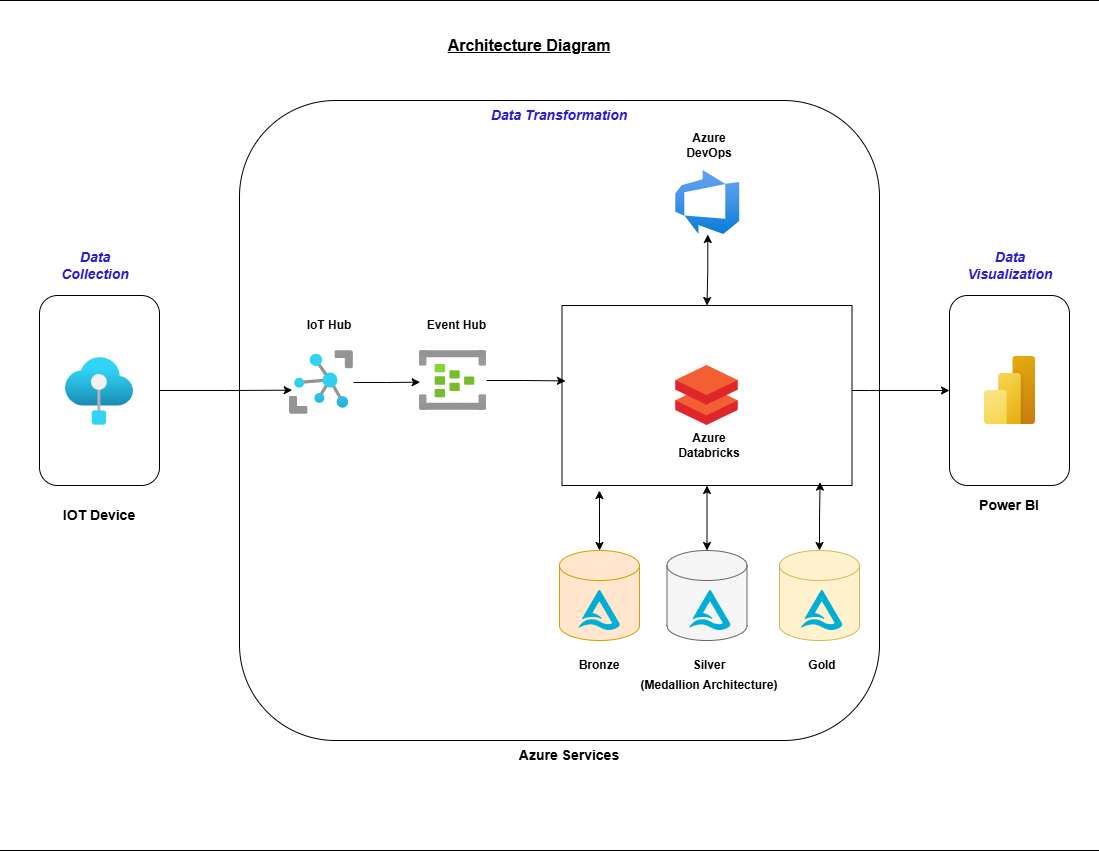 Architecture Diagram
Data Transformation
Azure
DevOps
Data
Collection
Data
Visualization
IoT Hub
Event Hub
Azure
Databricks
Power BI
IOT Device
Bronze
Silver
Gold
(Medallion Architecture)
Azure Services